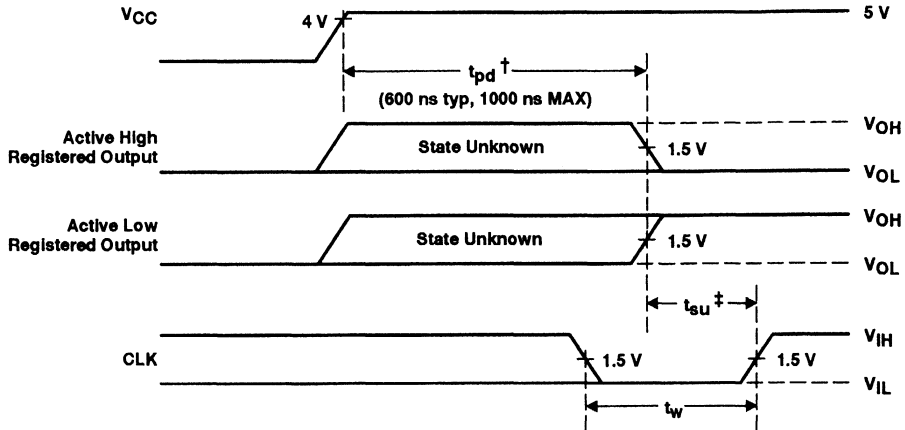 VCC
4 V
5 V
tpd †
(600 ns typ, 1000 ns MAX)
Active High
Registered Output
State Unknown
1.5 V
VOH
VOL
Active Low
Registered Output
State Unknown
1.5 V
VOH
VOL
tsu ‡
CLK
1.5 V
1.5 V
VIH
VIL
tw